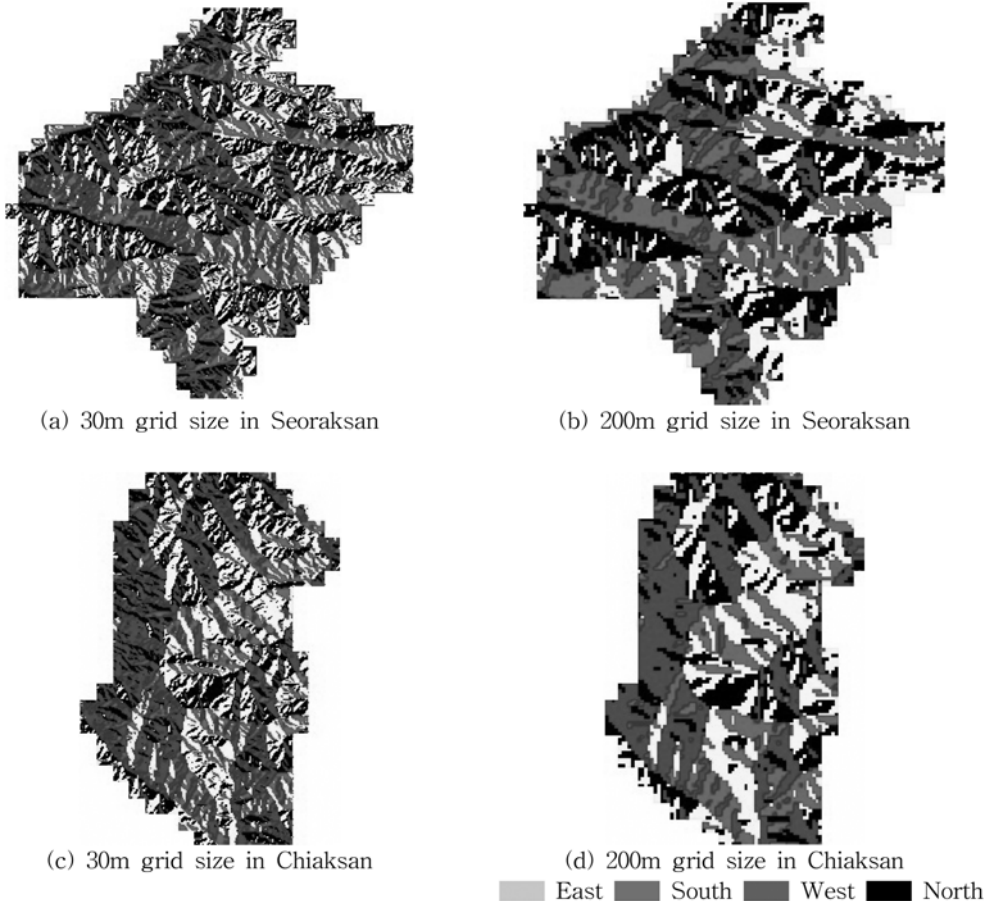 (a) 30m grid size in Seoraksan
(b) 200m grid size in Seoraksan
(c) 30m grid size in Chiaksan
(d) 200m grid size in Chiaksan
East South West North